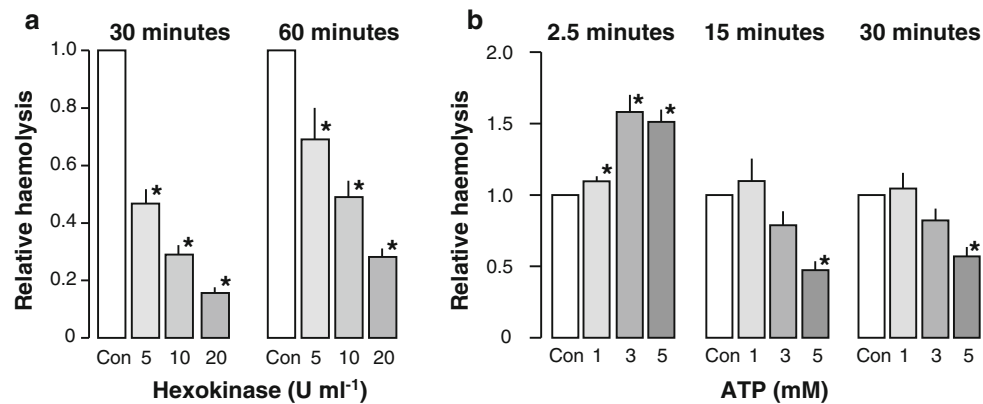 a
30 minutes 60 minutes
Relative haemolysis
1.0
0.8
0.6
0.4
0.2
0
* * * * * *
Con 5 10 20 Con 5 10 20
Hexokinase (U ml⁻¹)
b
2.5 minutes 15 minutes 30 minutes
Relative haemolysis
2.0
1.5
1.0
0.5
0
* * * * *
Con 1 3 5 Con 1 3 5 Con 1 3 5
ATP (mM)